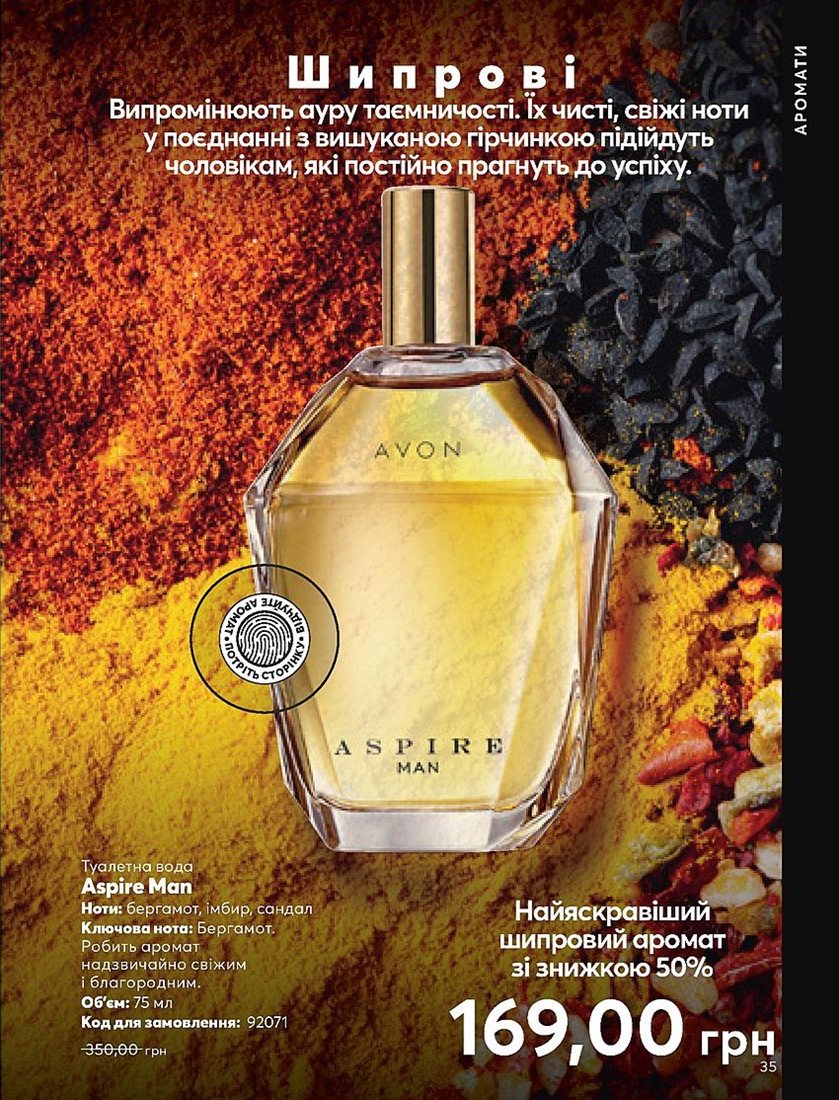 АРОМАТИ
Шипрові
Випромінюють ауру таємничості. Їх чисті, свіжі ноти
у поєднанні з вишуканою гірчинкою підійдуть
чоловікам, які постійно прагнуть до успіху.
AVON
ВІДЧУЙТЕ АРОМАТ • ПОТРІТЬ СТОРІНКУ •
ASPIRE
MAN
Туалетна вода
Aspire Man
Ноти: бергамот, імбир, сандал
Ключова нота: Бергамот.
Робить аромат
надзвичайно свіжим
і благородним.
Об'єм: 75 мл
Код для замовлення: 92071
350,00 грн
Найяскравіший
шипровий аромат
зі знижкою 50%
169,00 грн
35